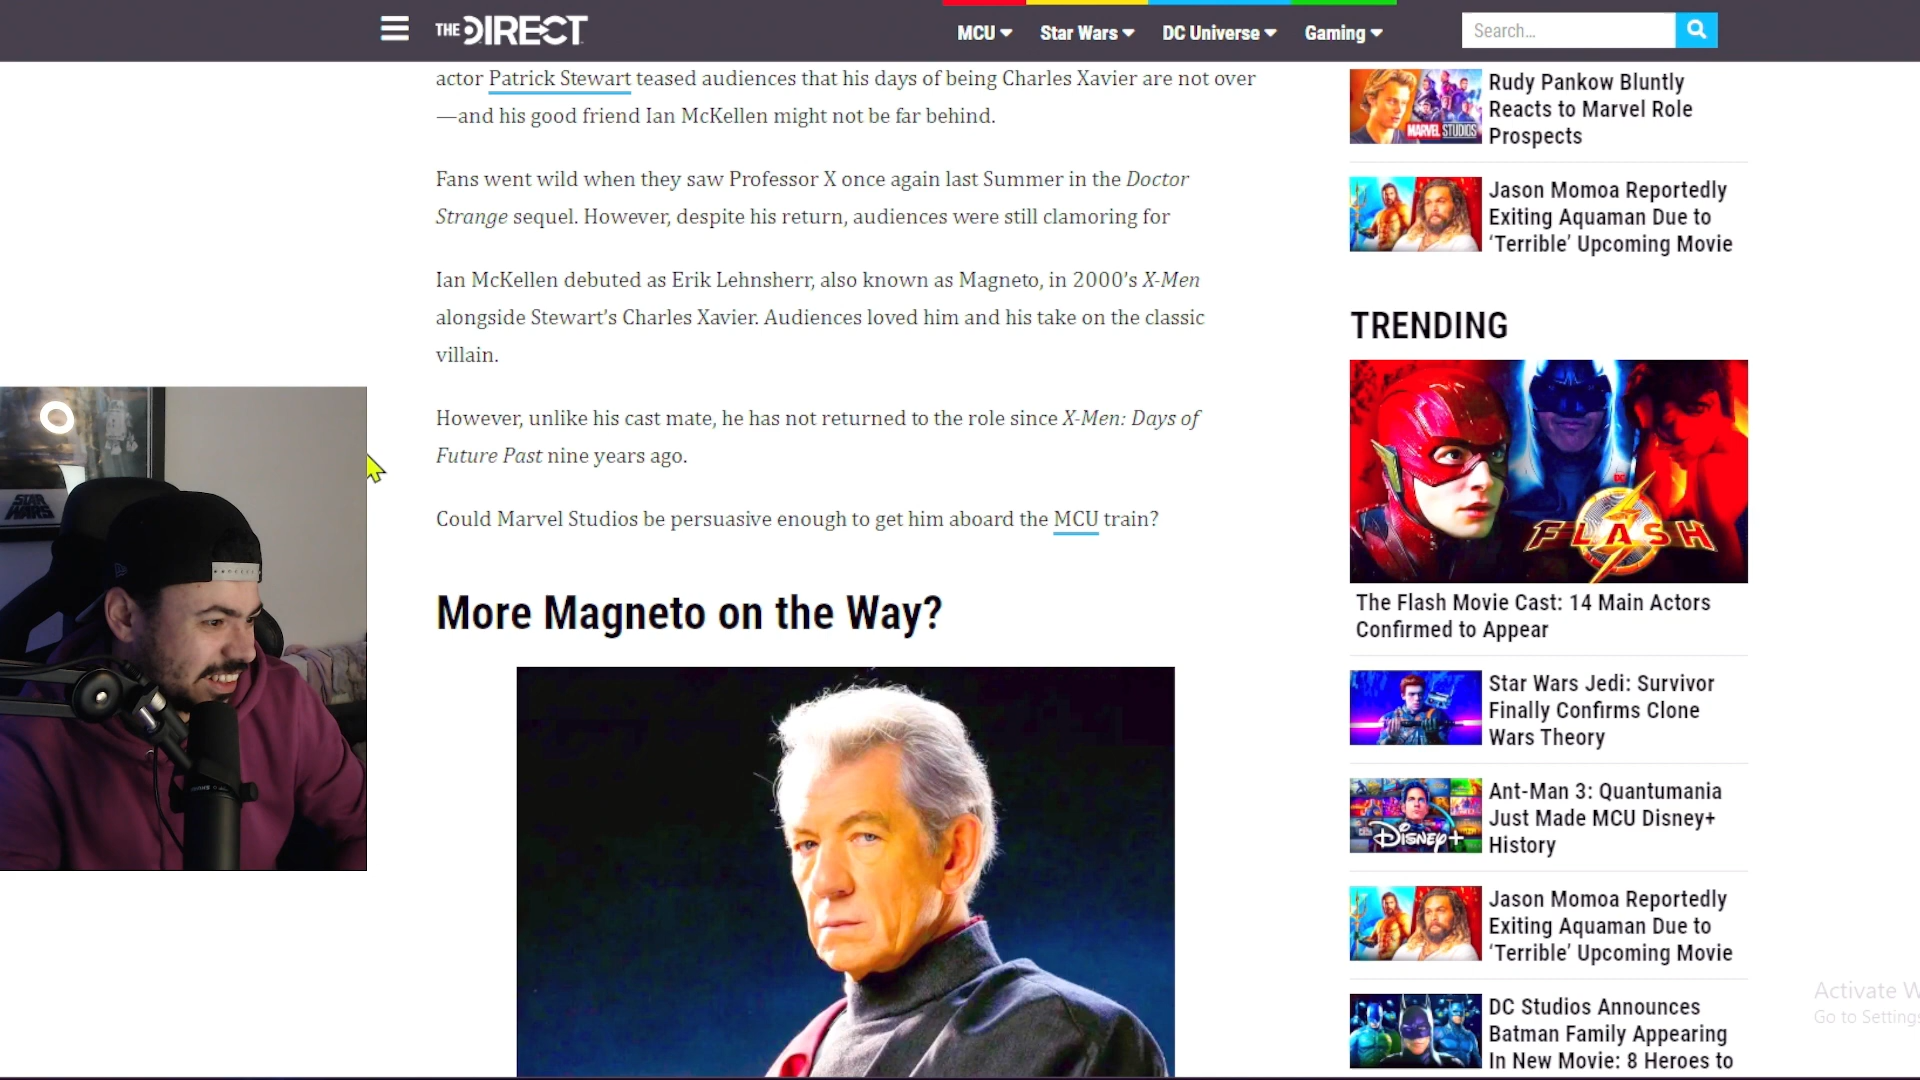 THE DIRECT
MCU
Star Wars
DC Universe
Gaming
Search...
actor Patrick Stewart teased audiences that his days of being Charles Xavier are not over
—and his good friend Ian McKellen might not be far behind.
Fans went wild when they saw Professor X once again last Summer in the Doctor
Strange sequel. However, despite his return, audiences were still clamoring for
Ian McKellen debuted as Erik Lehnsherr, also known as Magneto, in 2000’s X-Men
alongside Stewart’s Charles Xavier. Audiences loved him and his take on the classic
villain.
However, unlike his cast mate, he has not returned to the role since X-Men: Days of
Future Past nine years ago.
Could Marvel Studios be persuasive enough to get him aboard the MCU train?
More Magneto on the Way?
STAR
WARS
MARVEL STUDIOS
Rudy Pankow Bluntly
Reacts to Marvel Role
Prospects
Jason Momoa Reportedly
Exiting Aquaman Due to
‘Terrible’ Upcoming Movie
TRENDING
FLASH
The Flash Movie Cast: 14 Main Actors
Confirmed to Appear
Star Wars Jedi: Survivor
Finally Confirms Clone
Wars Theory
Disney+
Ant-Man 3: Quantumania
Just Made MCU Disney+
History
Jason Momoa Reportedly
Exiting Aquaman Due to
‘Terrible’ Upcoming Movie
DC Studios Announces
Batman Family Appearing
In New Movie: 8 Heroes to
Activate W
Go to Settings